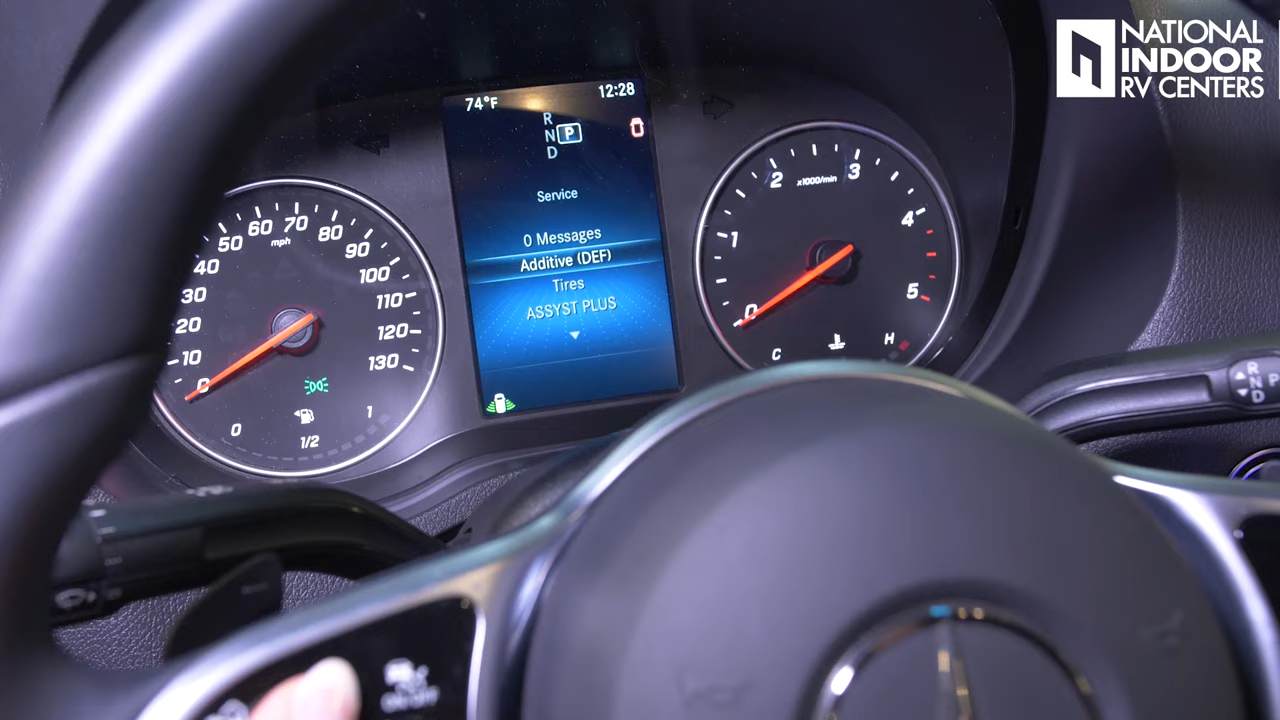 NATIONAL
INDOOR
RV CENTERS
74°F
12:28
R
N
P
D
Service
0 Messages
Additive (DEF)
Tires
ASSYST PLUS
0
10
20
30
40
50
60
70
80
90
100
110
120
130
mph
0
1/2
1
0
1
2
3
4
5
x1000/min
C
H
R
N
D
P